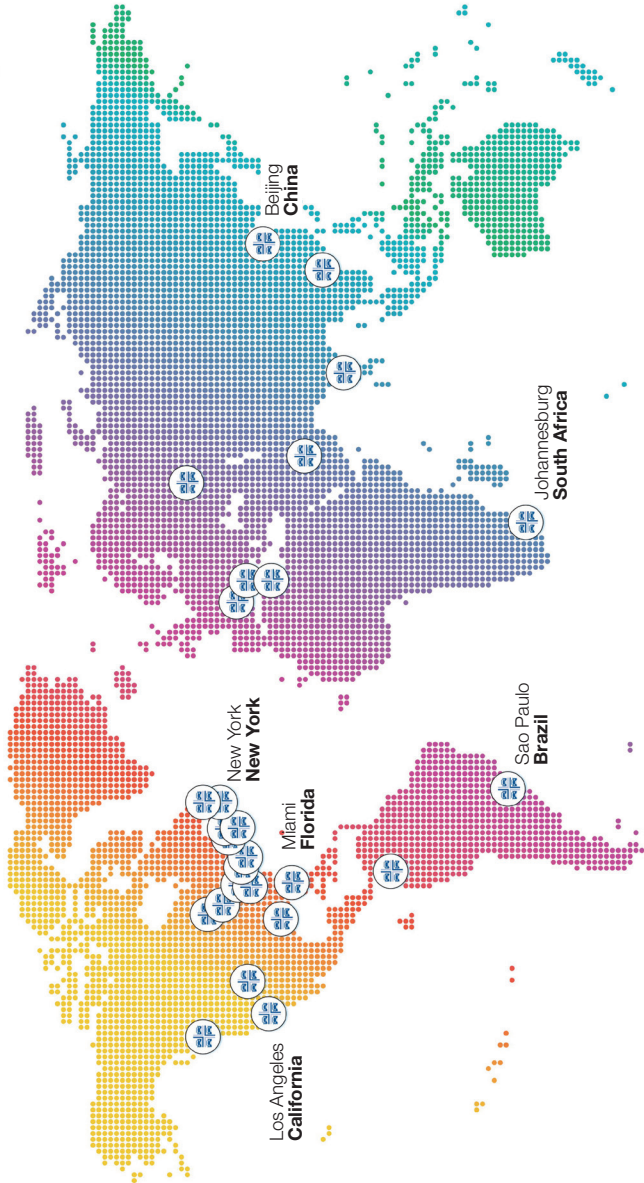 Los Angeles
California
New York
New York
Miami
Florida
Sao Paulo
Brazil
Johannesburg
South Africa
Beijing
China